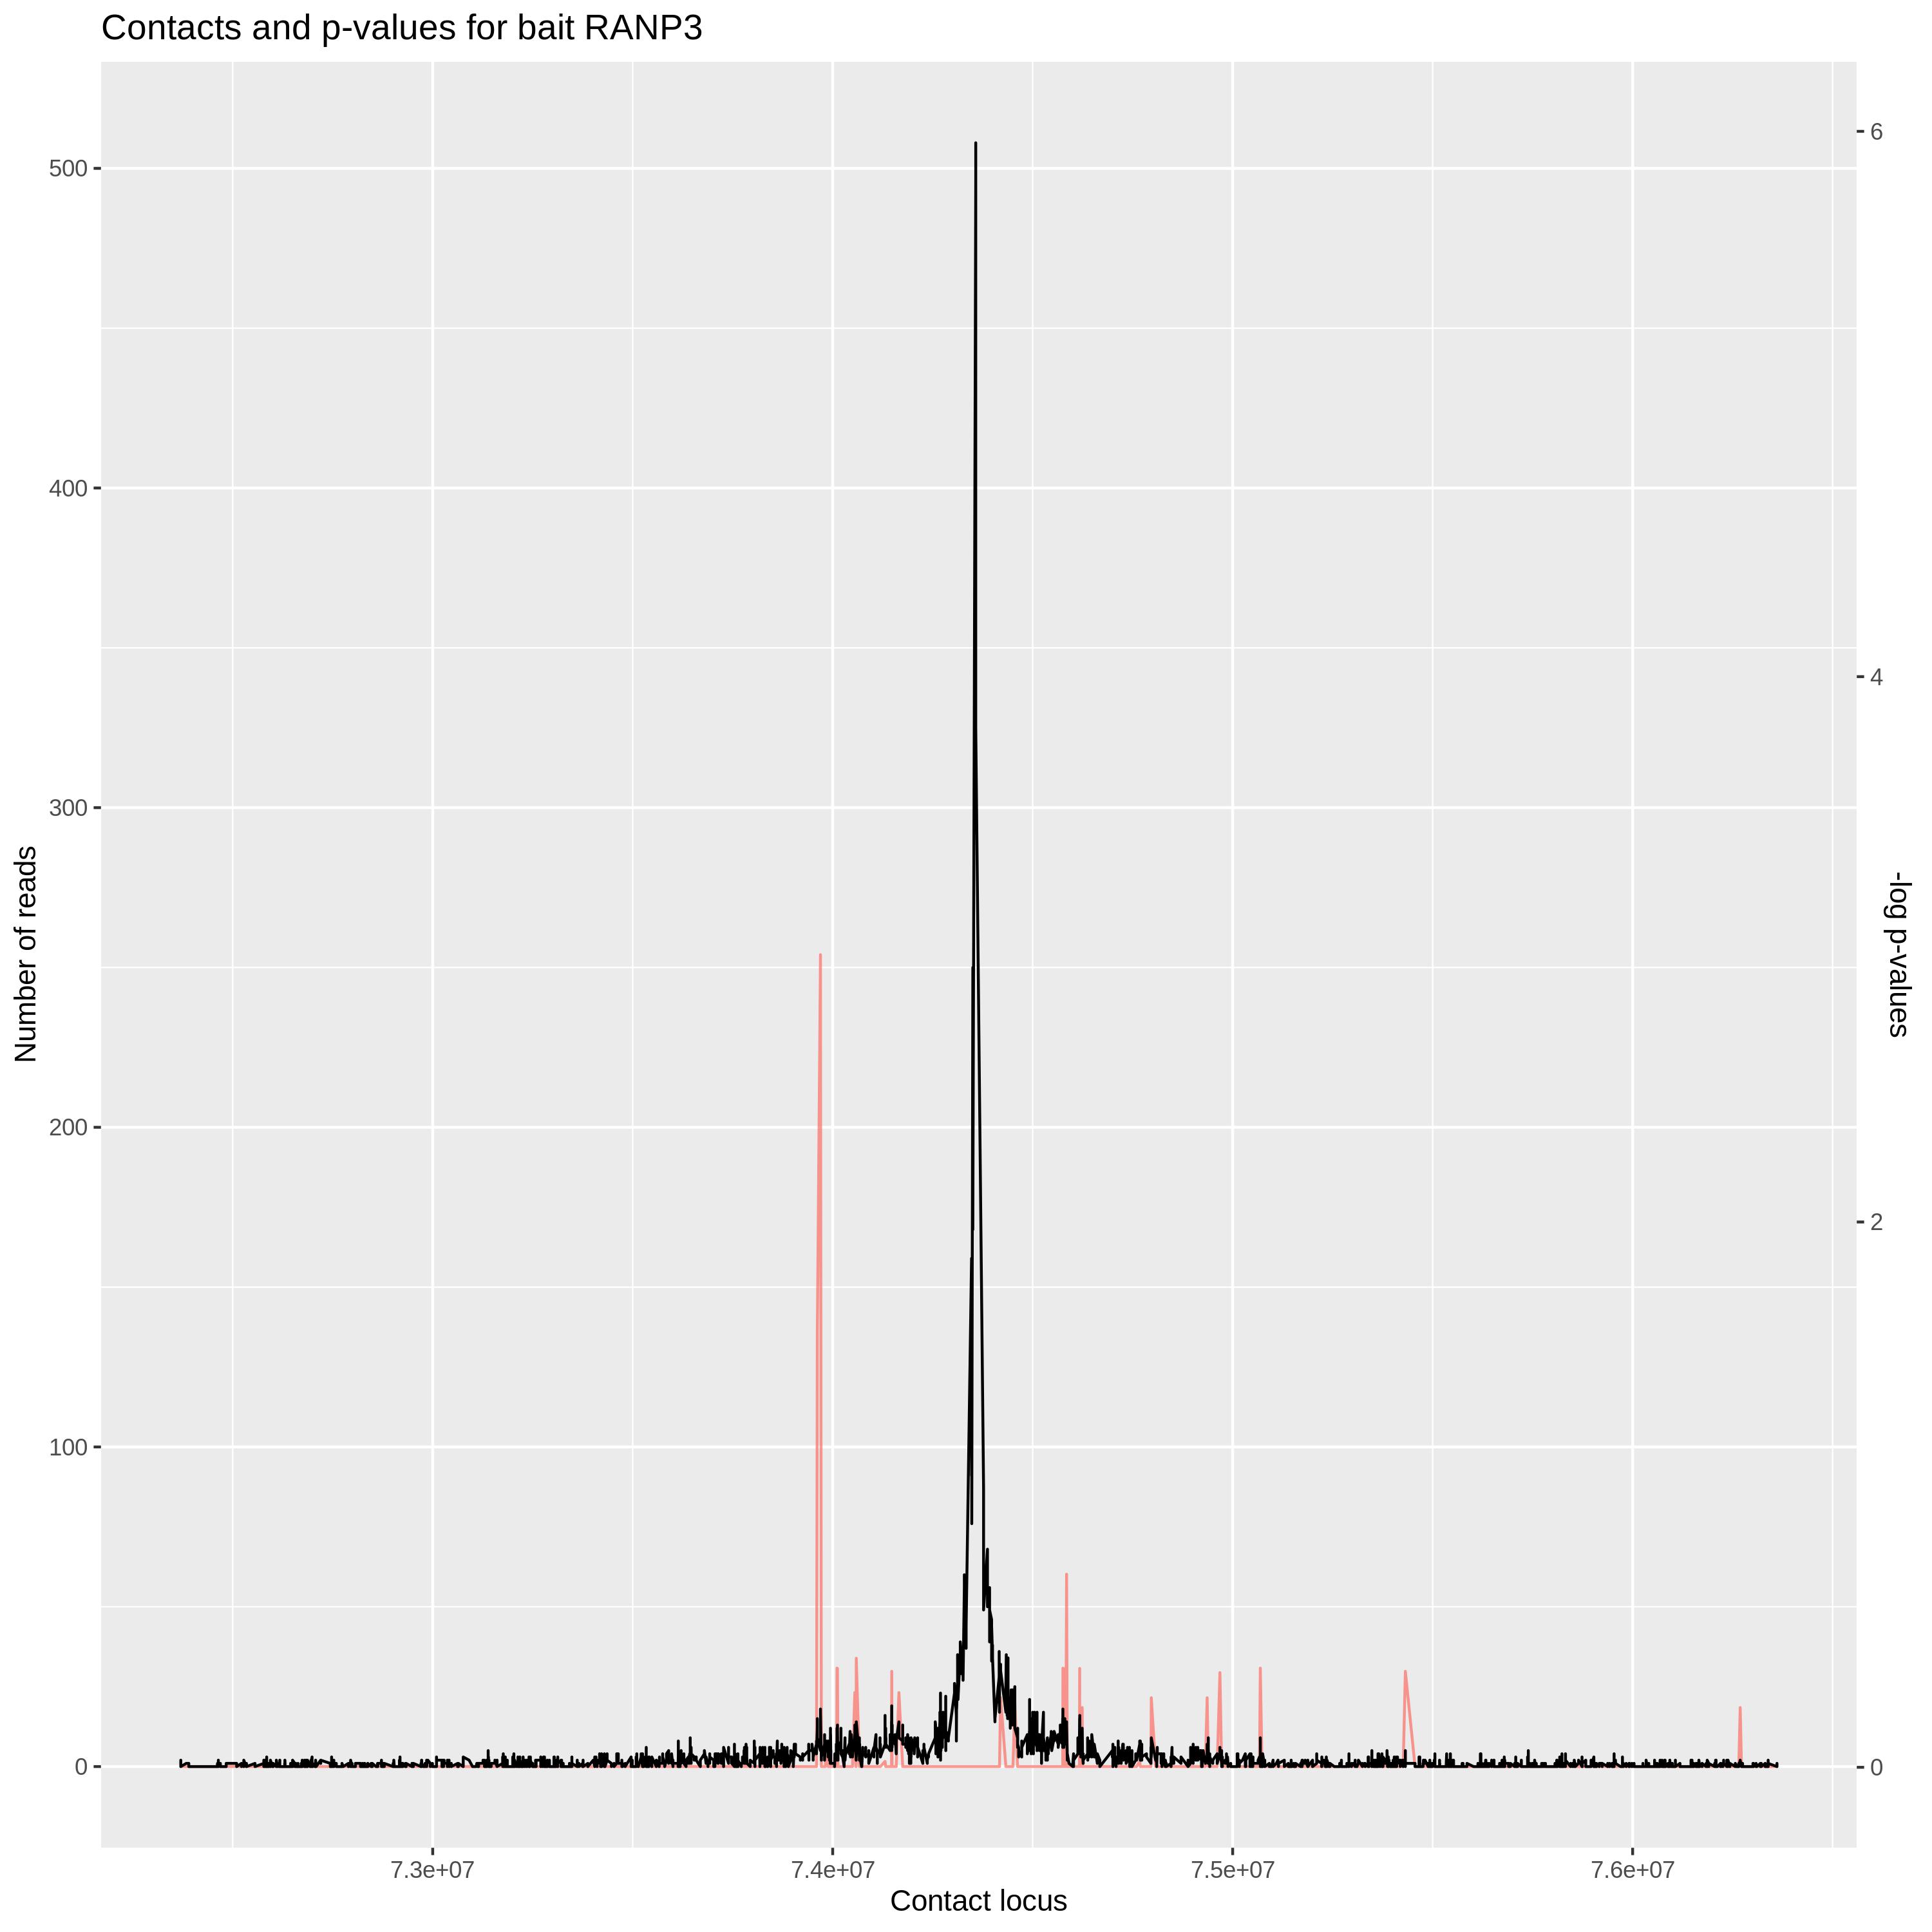 Contacts and p-values for bait RANP3
500
400
300
200
100
0
Number of reads
6
4
2
0
-log p-values
7.3e+07
7.4e+07
7.5e+07
7.6e+07
Contact locus